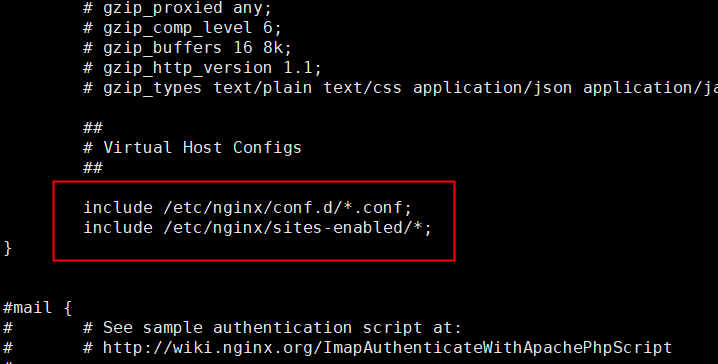 # gzip_proxied any;
# gzip_comp_level 6;
# gzip_buffers 16 8k;
# gzip_http_version 1.1;
# gzip_types text/plain text/css application/json
##
# Virtual Host Configs
##
include /etc/nginx/conf.d/*.conf;
include /etc/nginx/sites-enabled/*;
}
#mail {
# # See sample authentication script at:
# # http://wiki.nginx.org/ImapAuthenticateWithApachePhpScript